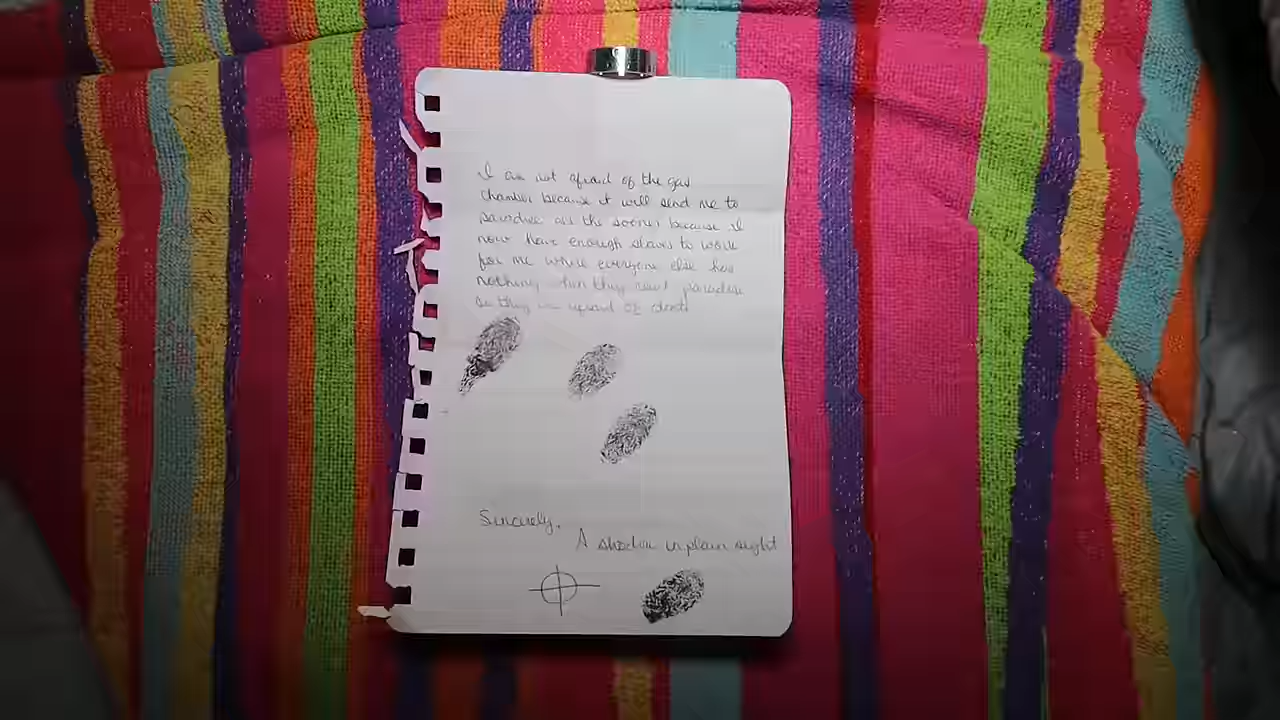 I am not afraid of the gas
chamber because it will send me to
paradice all the sooner because I
now have enough slaves to work
for me where everyone else has
nothing when they reach paradice
so they are afraid of death
Sincerely,
A shadow in plain sight